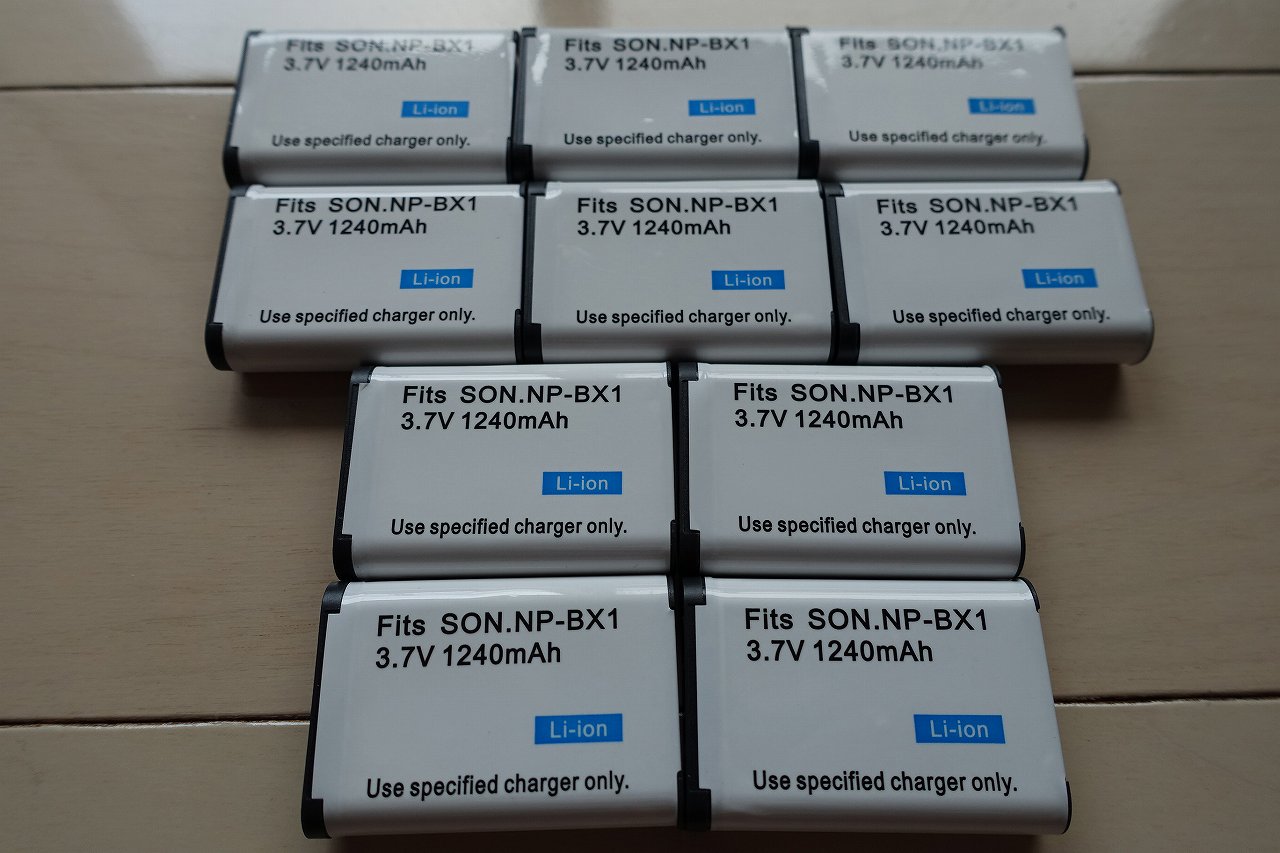 Fits SON.NP-BX1
3.7V 1240mAh
Li-ion
Use specified charger only.
Fits SON.NP-BX1
3.7V 1240mAh
Li-ion
Use specified charger only.
Fits SON.NP-BX1
3.7V 1240mAh
Li-ion
Use specified charger only.
Fits SON.NP-BX1
3.7V 1240mAh
Li-ion
Use specified charger only.
Fits SON.NP-BX1
3.7V 1240mAh
Li-ion
Use specified charger only.
Fits SON.NP-BX1
3.7V 1240mAh
Li-ion
Use specified charger only.
Fits SON.NP-BX1
3.7V 1240mAh
Li-ion
Use specified charger only.
Fits SON.NP-BX1
3.7V 1240mAh
Li-ion
Use specified charger only.
Fits SON.NP-BX1
3.7V 1240mAh
Li-ion
Use specified charger only.
Fits SON.NP-BX1
3.7V 1240mAh
Li-ion
Use specified charger only.